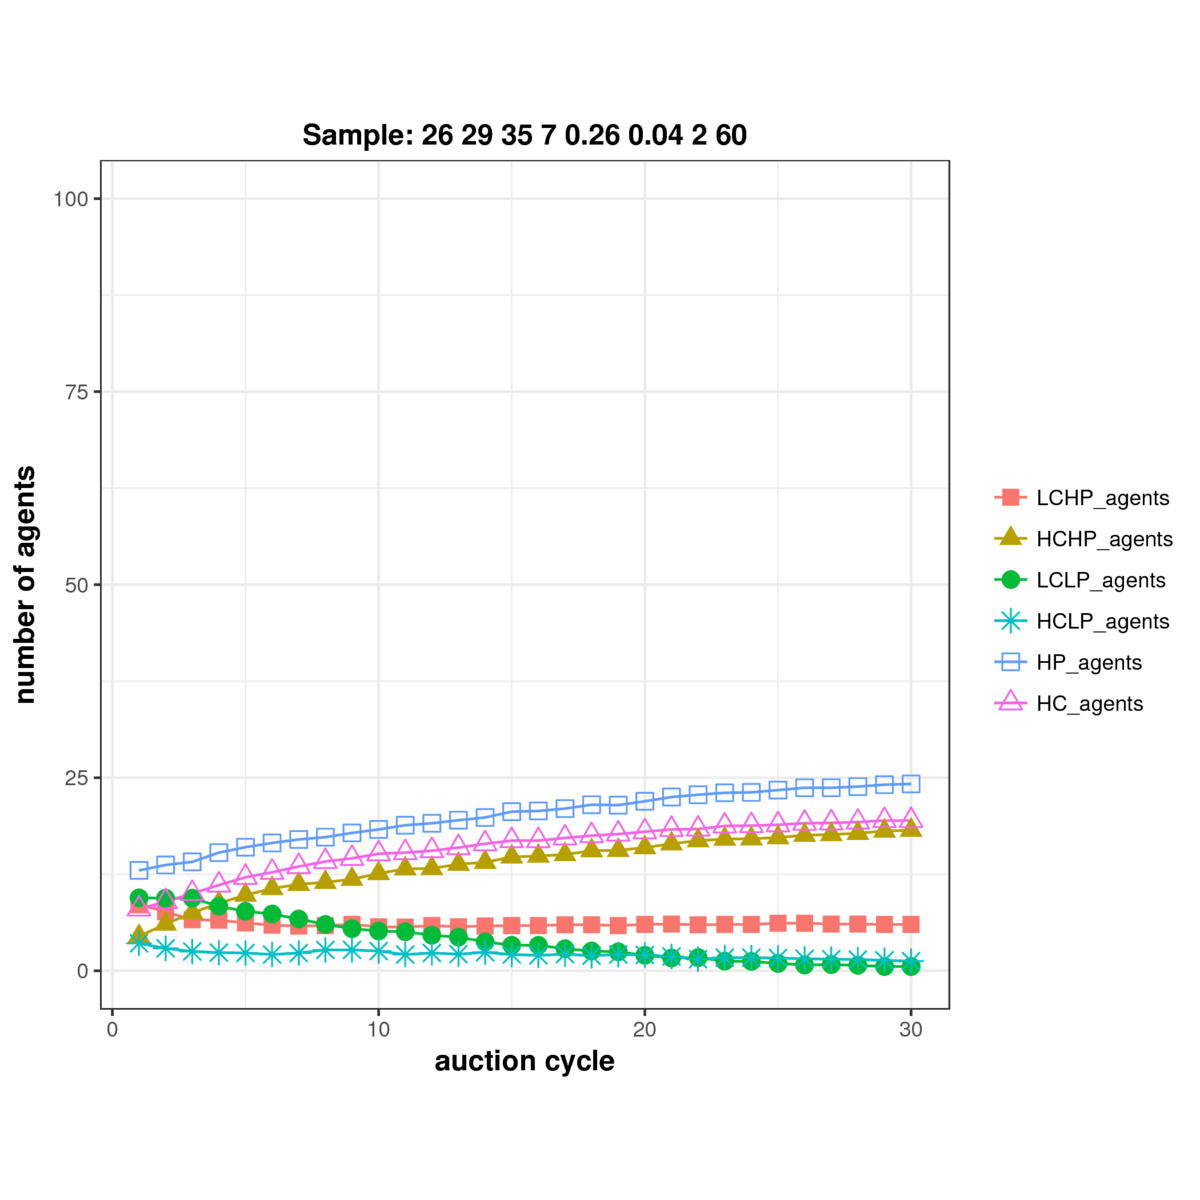 Sample: 26 29 35 7 0.26 0.04 2 60
100
75
50
25
0
number of agents
0 10 20 30
auction cycle
LCHP_agents
HCHP_agents
LCLP_agents
HCLP_agents
HP_agents
HC_agents